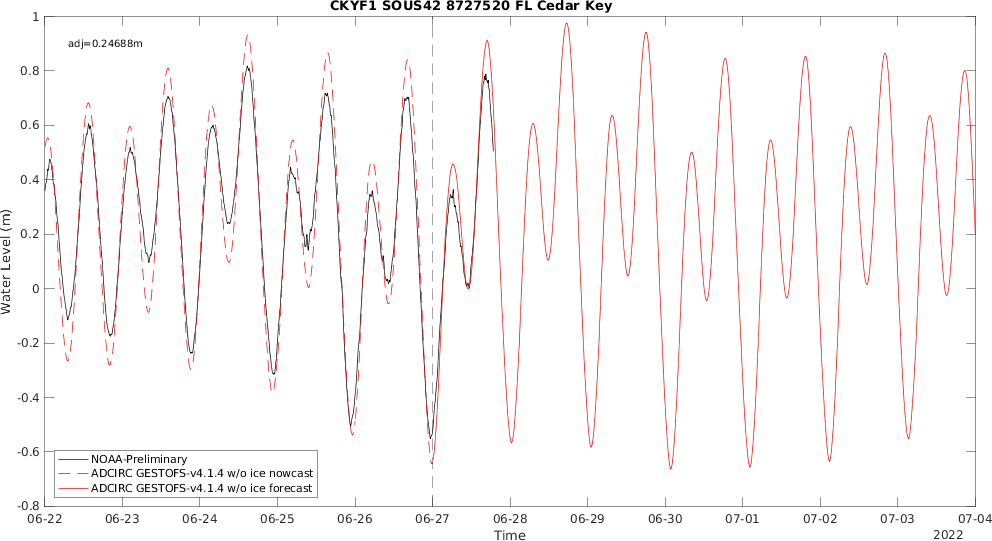 CKYF1 SOUS42 8727520 FL Cedar Key
adj=0.24688m
1
0.8
0.6
0.4
0.2
0
-0.2
-0.4
-0.6
-0.8
Water Level (m)
NOAA-Preliminary
ADCIRC GESTOFS-v4.1.4 w/o ice nowcast
ADCIRC GESTOFS-v4.1.4 w/o ice forecast
06-22 06-23 06-24 06-25 06-26 06-27 06-28 06-29 06-30 07-01 07-02 07-03 07-04
Time
2022